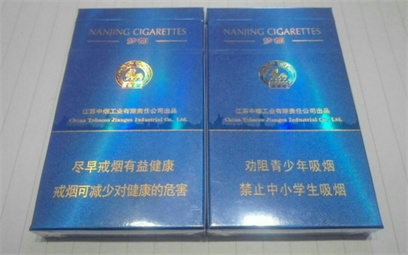 NANJING CIGARETTES
梦都
江苏中烟工业有限责任公司出品
China Tobacco Jiangsu Industrial Co., Ltd.
尽早戒烟有益健康
戒烟可减少对健康的危害
NANJING CIGARETTES
梦都
江苏中烟工业有限责任公司出品
China Tobacco Jiangsu Industrial Co., Ltd.
劝阻青少年吸烟
禁止中小学生吸烟